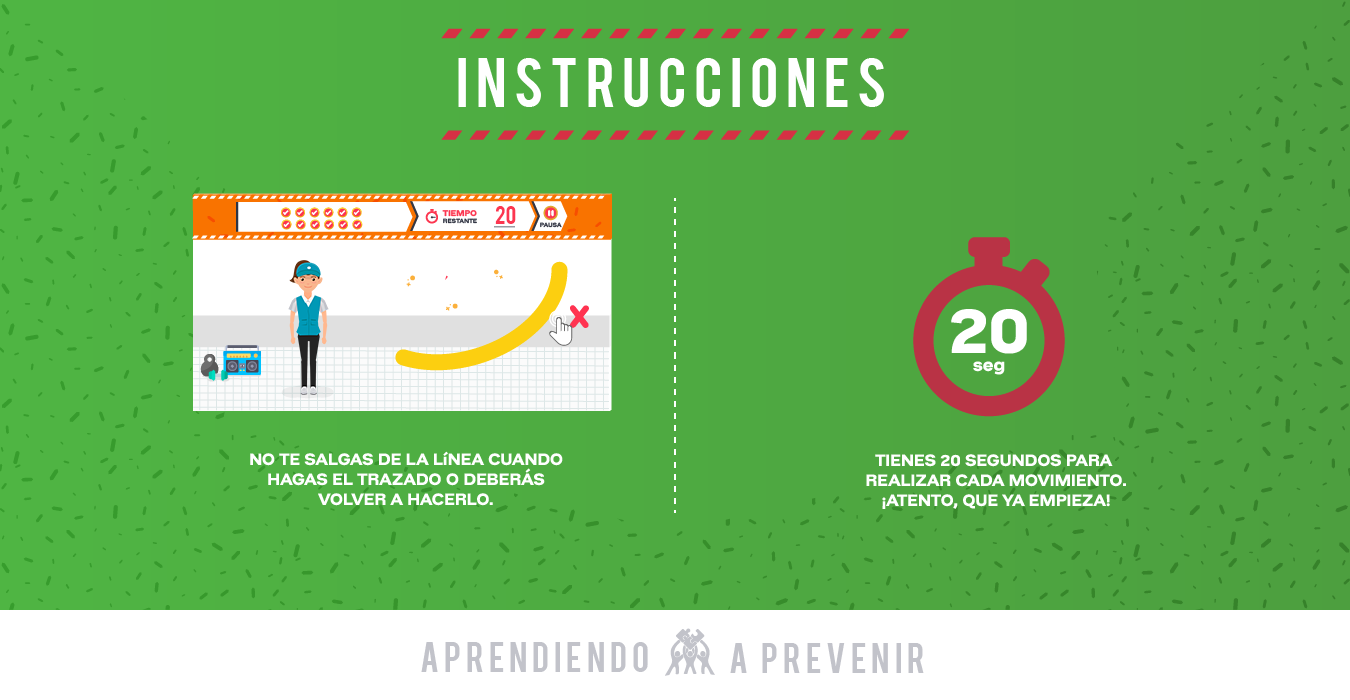 INSTRUCCIONES
TIEMPO
RESTANTE
20
PAUSA
NO TE SALGAS DE LA LíNEA CUANDO
HAGAS EL TRAZADO O DEBERÁS
VOLVER A HACERLO.
20
seg
TIENES 20 SEGUNDOS PARA
REALIZAR CADA MOVIMIENTO.
¡ATENTO, QUE YA EMPIEZA!
APRENDIENDO A PREVENIR